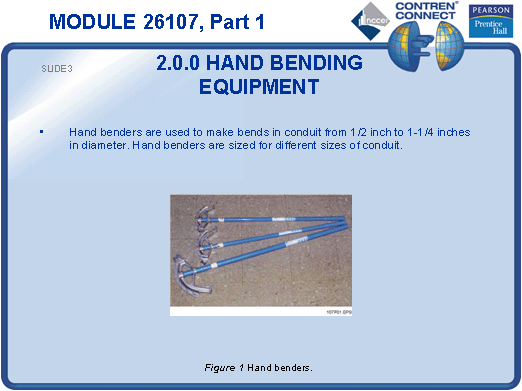 MODULE 26107, Part 1
nccer
CONTREN®
CONNECT
PEARSON
Prentice
Hall
SLIDE 3
2.0.0 HAND BENDING
EQUIPMENT
• Hand benders are used to make bends in conduit from 1/2 inch to 1-1/4 inches
in diameter. Hand benders are sized for different sizes of conduit.
107F01.EPS
Figure 1 Hand benders.